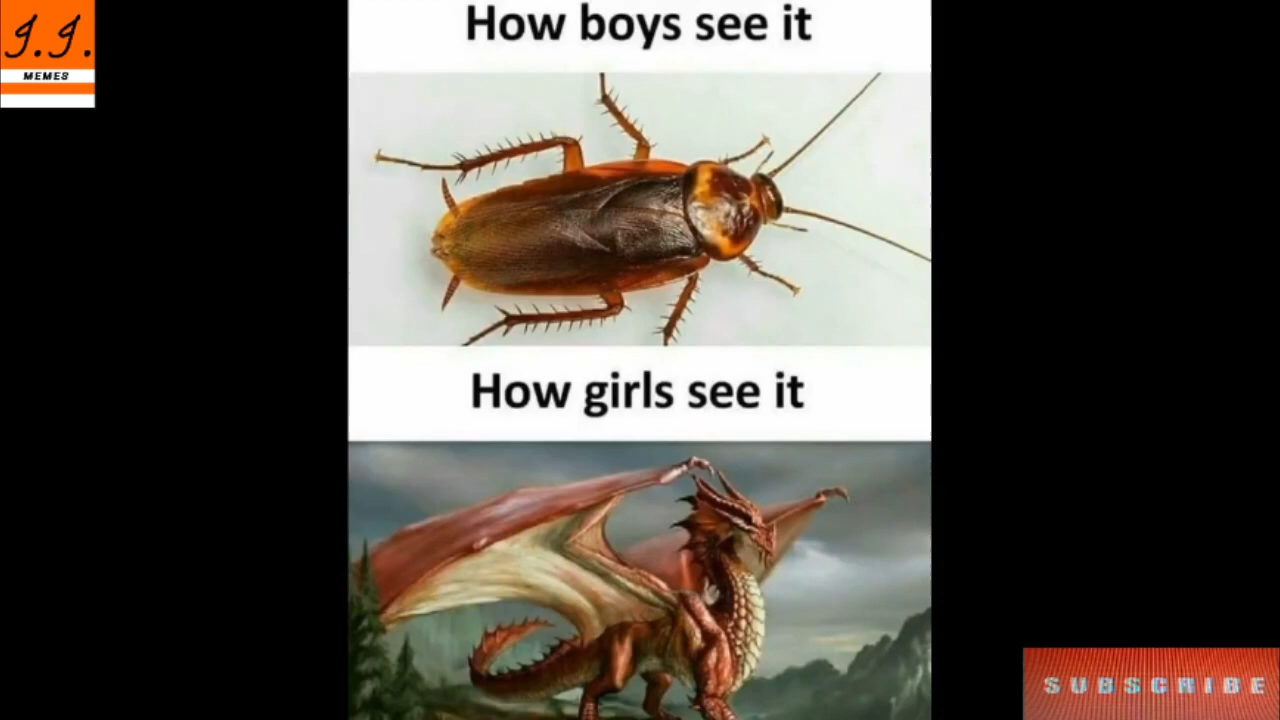 J.J.
MEMES
How boys see it
How girls see it
SUBSCRIBE